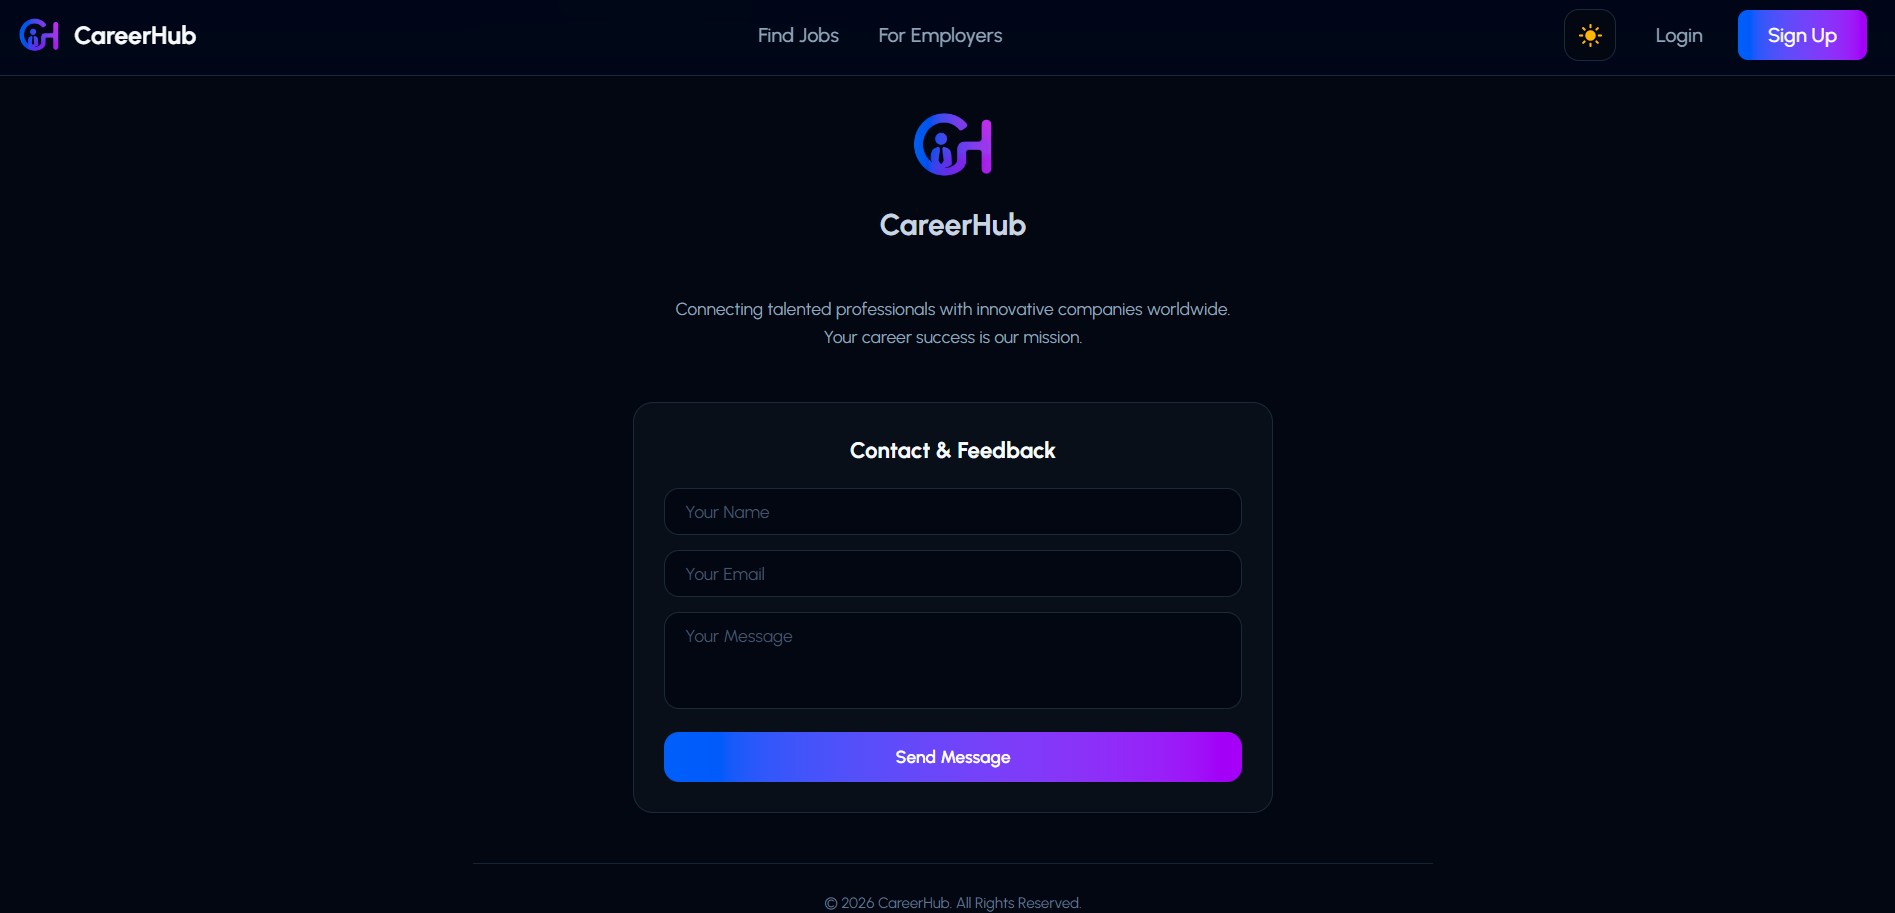 CareerHub
Find Jobs
For Employers
Login
Sign Up
CareerHub
Connecting talented professionals with innovative companies worldwide.
Your career success is our mission.
Contact & Feedback
Your Name
Your Email
Your Message
Send Message
© 2026 CareerHub. All Rights Reserved.